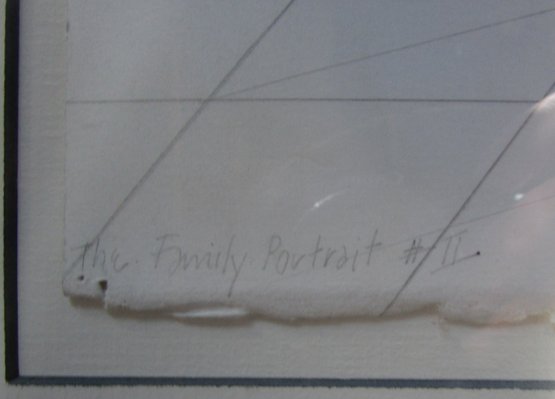 The Family Portrait #II.